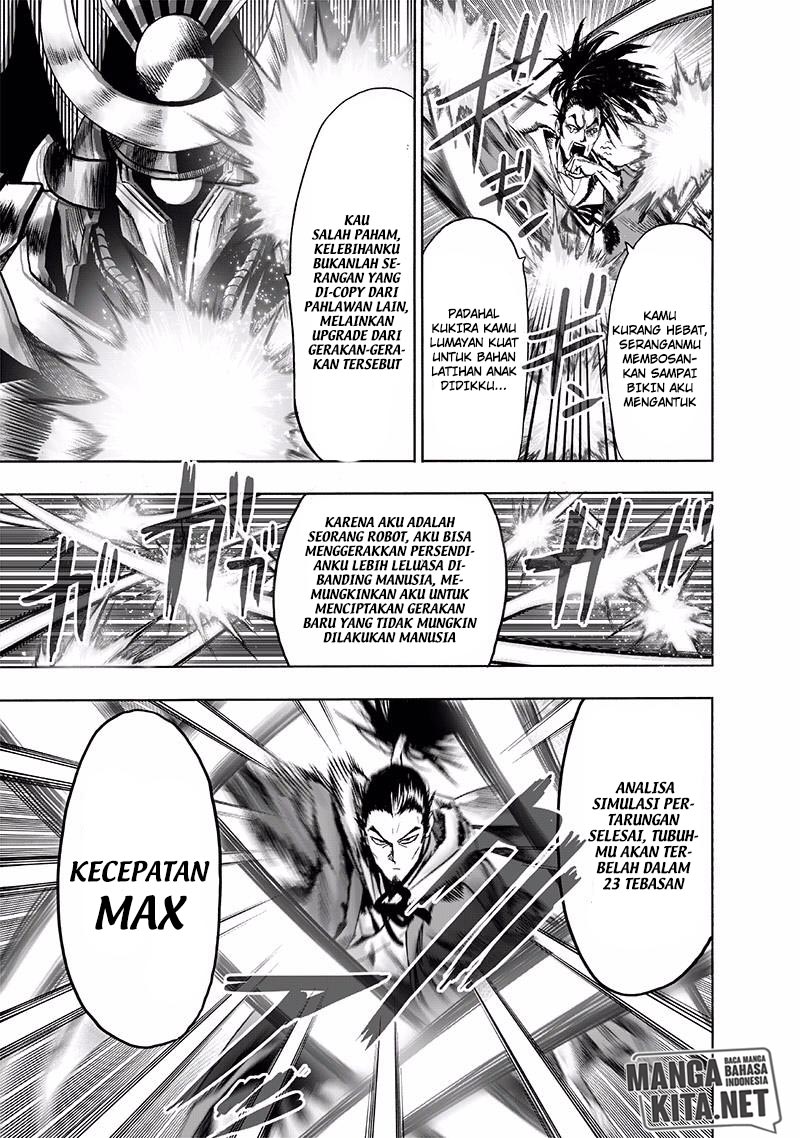 KAMU
KURANG HEBAT,
SERANGANMU
MEMBOSAN-
KAN SAMPAI
BIKIN AKU
MENGANTUK
PADAHAL
KUKIRA KAMU
LUMAYAN KUAT
UNTUK BAHAN
LATIHAN ANAK
DIDIKKU...
KAU
SALAH PAHAM,
KELEBIHANKU
BUKANLAH SE-
RANGAN YANG
DI-COPY DARI
PAHLAWAN LAIN,
MELAINKAN
UPGRADE DARI
GERAKAN-GERA-
KAN TERSEBUT
KARENA AKU ADALAH
SEORANG ROBOT, AKU BISA
MENGGERAKKAN PERSENDI-
ANKU LEBIH LELUASA DI-
BANDING MANUSIA, ME-
MUNGKINKAN AKU UNTUK
MENCIPTAKAN GERAKAN
BARU YANG TIDAK MUNGKIN
DILAKUKAN MANUSIA
ANALISA
SIMULASI PER-
TARUNGAN
SELESAI, TUBUH-
MU AKAN TER-
BELAH DALAM
23 TEBASAN
KECEPATAN
MAX
MANGA
KITA.NET
BACA MANGA
BAHASA
INDONESIA